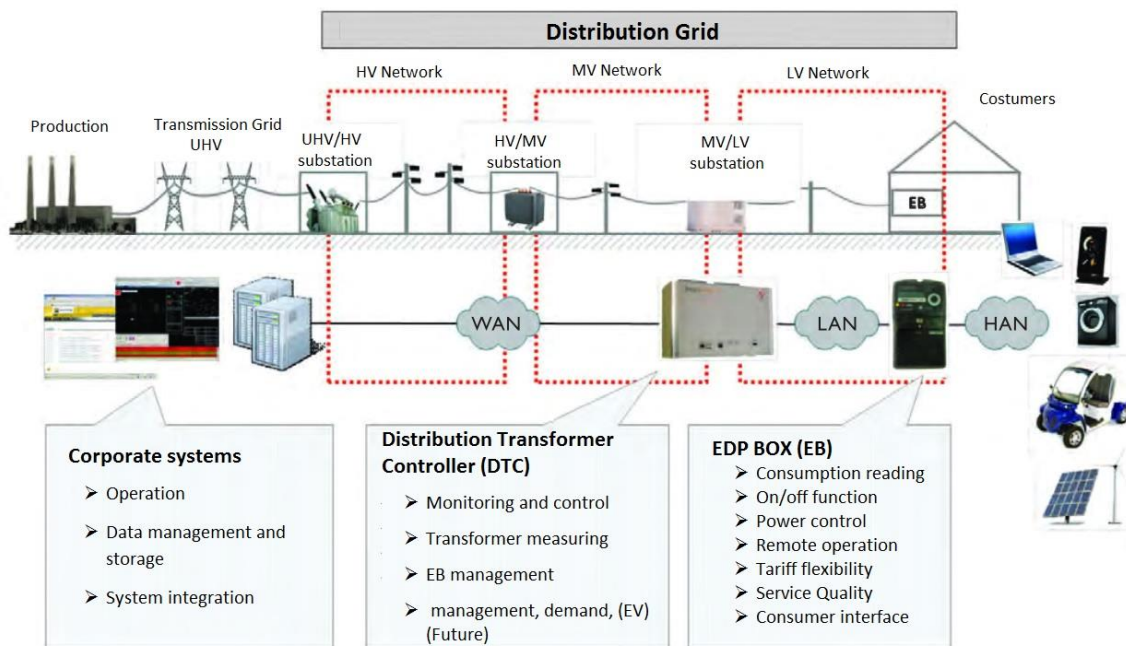 Distribution Grid
HV Network
MV Network
LV Network
Costumers
Production
Transmission Grid
UHV
UHV/HV
substation
HV/MV
substation
MV/LV
substation
EB
WAN
LAN
HAN
Corporate systems
➢ Operation
➢ Data management and
storage
➢ System integration
Distribution Transformer
Controller (DTC)
➢ Monitoring and control
➢ Transformer measuring
➢ EB management
➢ management, demand, (EV)
(Future)
EDP BOX (EB)
➢ Consumption reading
➢ On/off function
➢ Power control
➢ Remote operation
➢ Tariff flexibility
➢ Service Quality
➢ Consumer interface